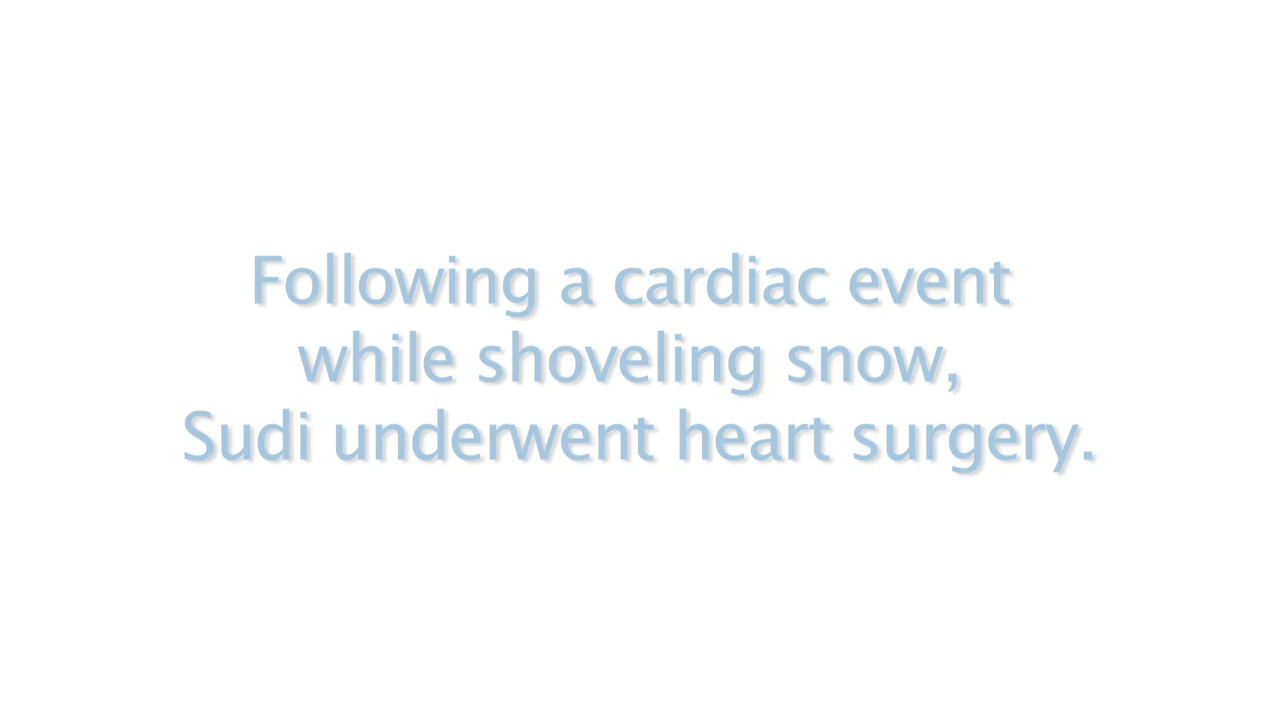 Following a cardiac event
while shoveling snow,
Sudi underwent heart surgery.